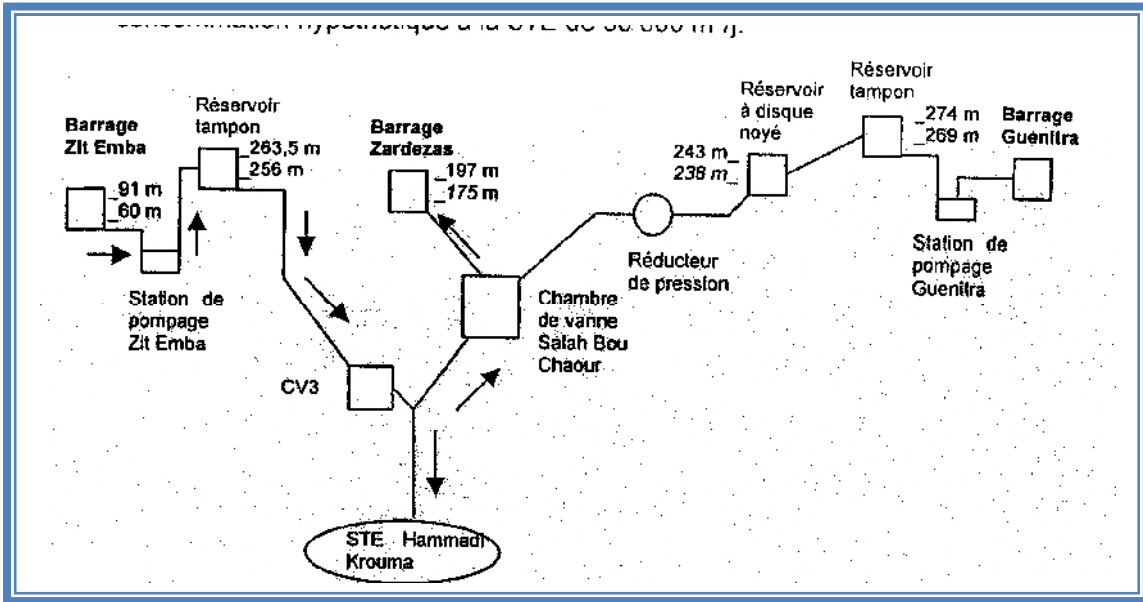 Réservoir
tampon
263,5 m
256 m
Barrage
Zit Emba
91 m
60 m
Station de
pompage
Zit Emba
Barrage
Zardezas
197 m
175 m
CV3
Chambre
de vanne
Salah Bou
Chaour
STE Hammadi
Krouma
Réducteur
de pression
Réservoir
à disque
noyé
243 m
238 m
Réservoir
tampon
274 m
269 m
Barrage
Guenitra
Station de
pompage
Guenitra